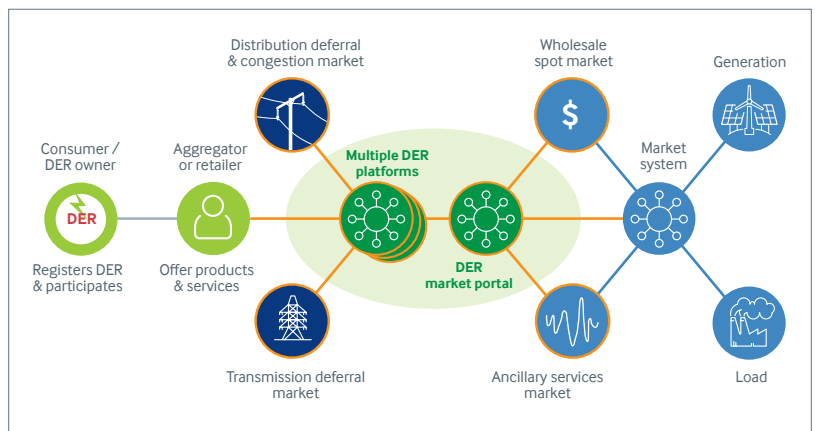 Distribution deferral
& congestion market
Wholesale
spot market
Generation
Consumer /
DER owner
Aggregator
or retailer
Multiple DER
platforms
$
Market
system
DER
Registers DER
& participates
Offer products
& services
DER
market portal
Transmission deferral
market
Ancillary services
market
Load